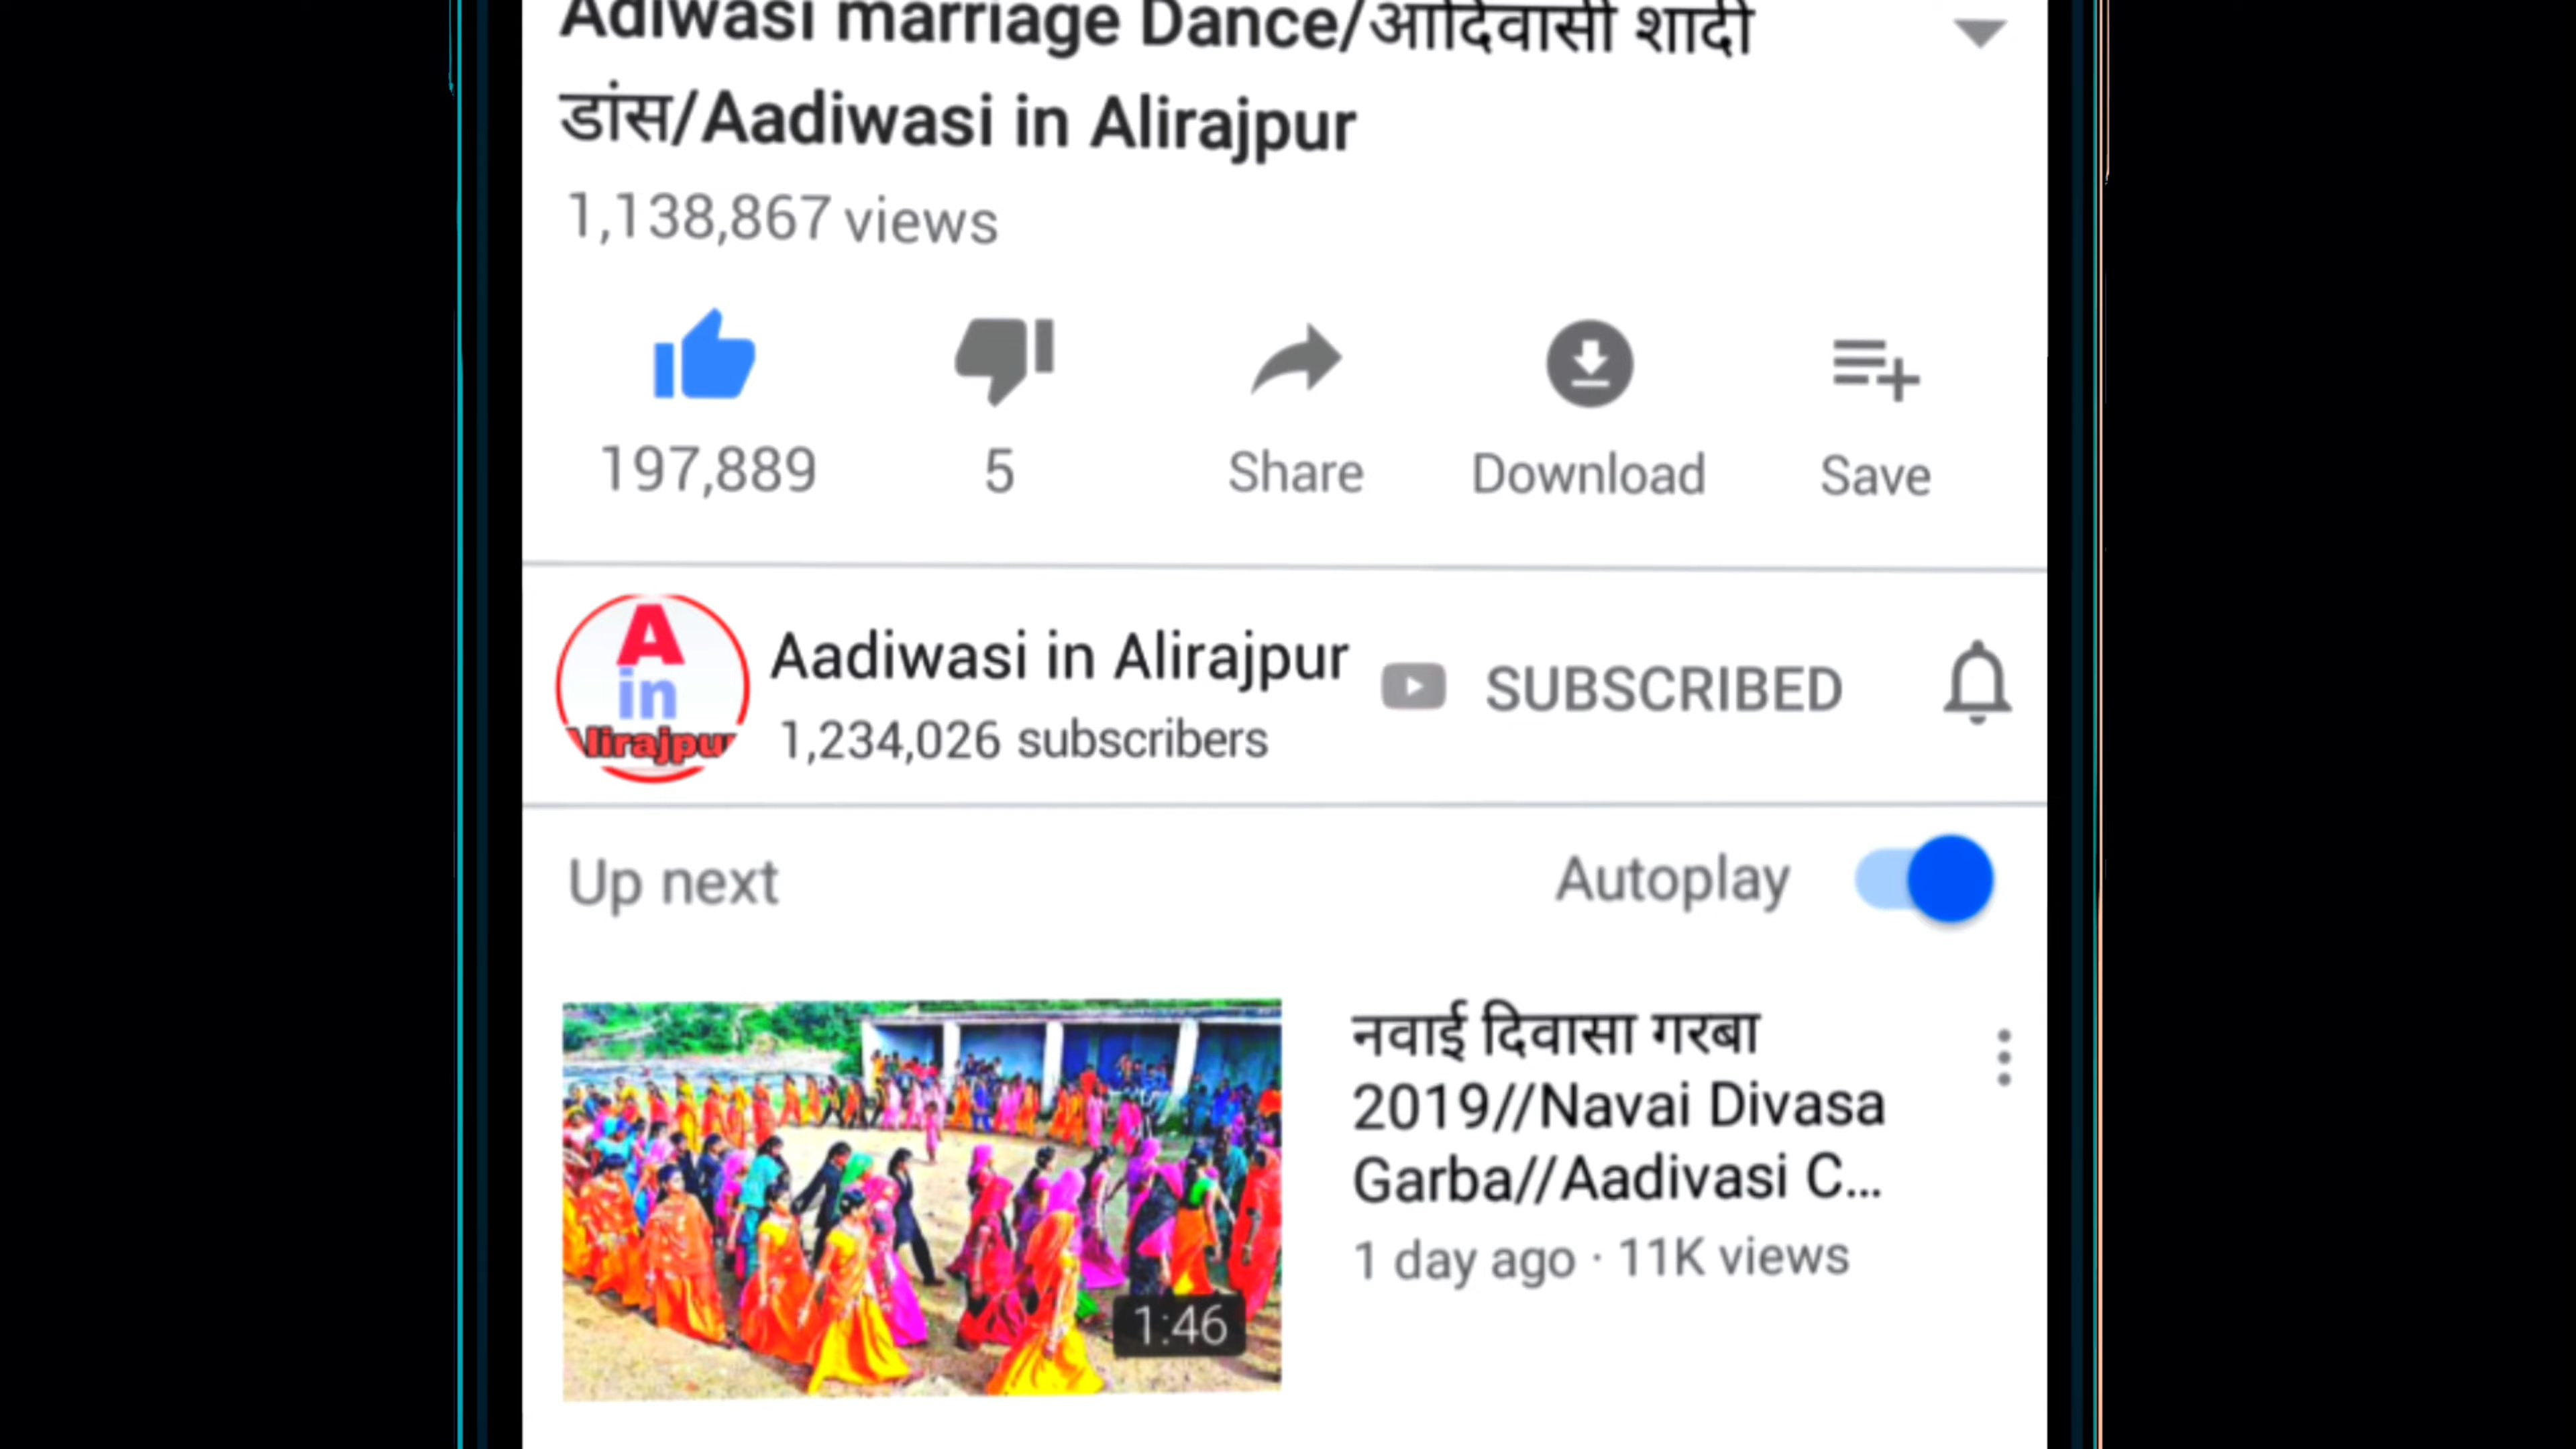 Adiwasi marriage Dance/आदिवासी शादी
डांस/Aadiwasi in Alirajpur
1,138,867 views
197,889
5
Share
Download
Save
A
in
Alirajpur
Aadiwasi in Alirajpur
SUBSCRIBED
1,234,026 subscribers
Up next
Autoplay
नवाई दिवासा गरबा
2019//Navai Divasa
Garba//Aadivasi C...
1 day ago · 11K views
1:46